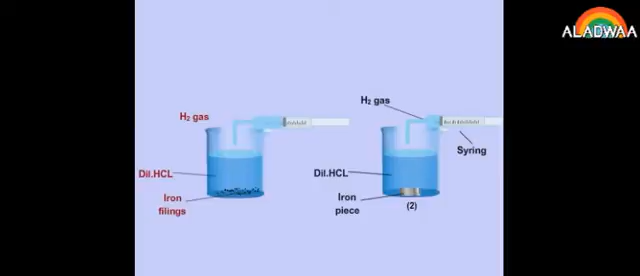 ALADWAA
H₂ gas
Dil.HCL
Iron
filings
H₂ gas
Syring
Dil.HCL
Iron
piece
(2)